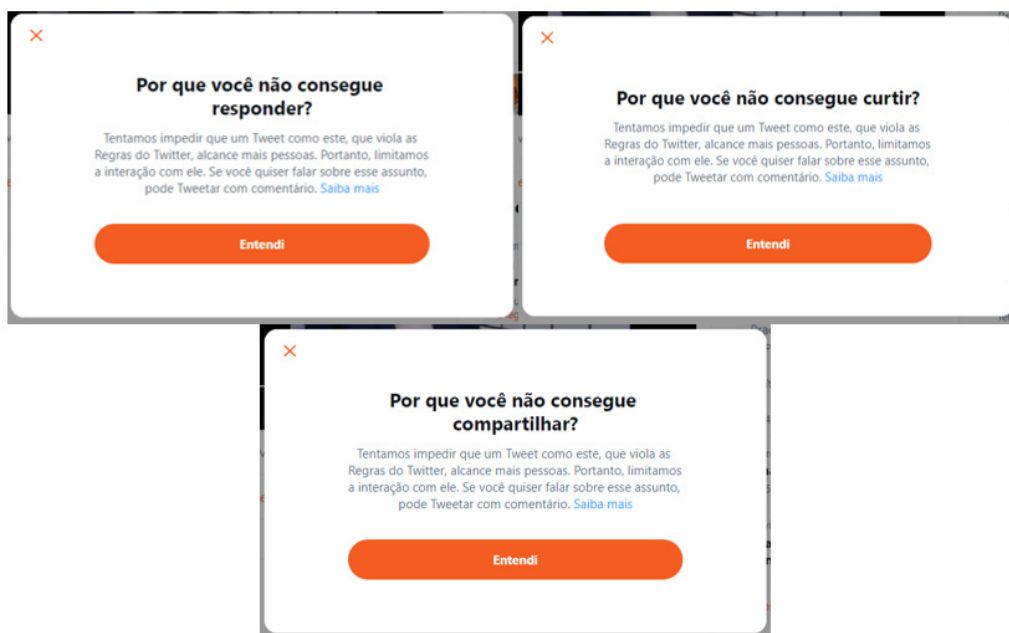 Por que você não consegue
responder?
Tentamos impedir que um Tweet como este, que viola as
Regras do Twitter, alcance mais pessoas. Portanto, limitamos
a interação com ele. Se você quiser falar sobre esse assunto,
pode Tweetar com comentário. Saiba mais
Entendi
Por que você não consegue curtir?
Tentamos impedir que um Tweet como este, que viola as
Regras do Twitter, alcance mais pessoas. Portanto, limitamos
a interação com ele. Se você quiser falar sobre esse assunto,
pode Tweetar com comentário. Saiba mais
Entendi
Por que você não consegue
compartilhar?
Tentamos impedir que um Tweet como este, que viola as
Regras do Twitter, alcance mais pessoas. Portanto, limitamos
a interação com ele. Se você quiser falar sobre esse assunto,
pode Tweetar com comentário. Saiba mais
Entendi